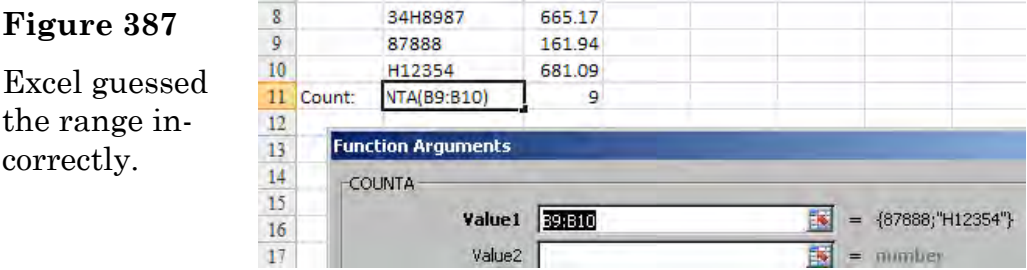 Figure 387
Excel guessed
the range in-
correctly.
8 34H8987 665.17
9 87888 161.94
10 H12354 681.09
11 Count: NTA(B9:B10) 9
12
13
Function Arguments
14
COUNTA
15
16
Value1 B9:B10 = {87888;"H12354"}
17
Value2 = number